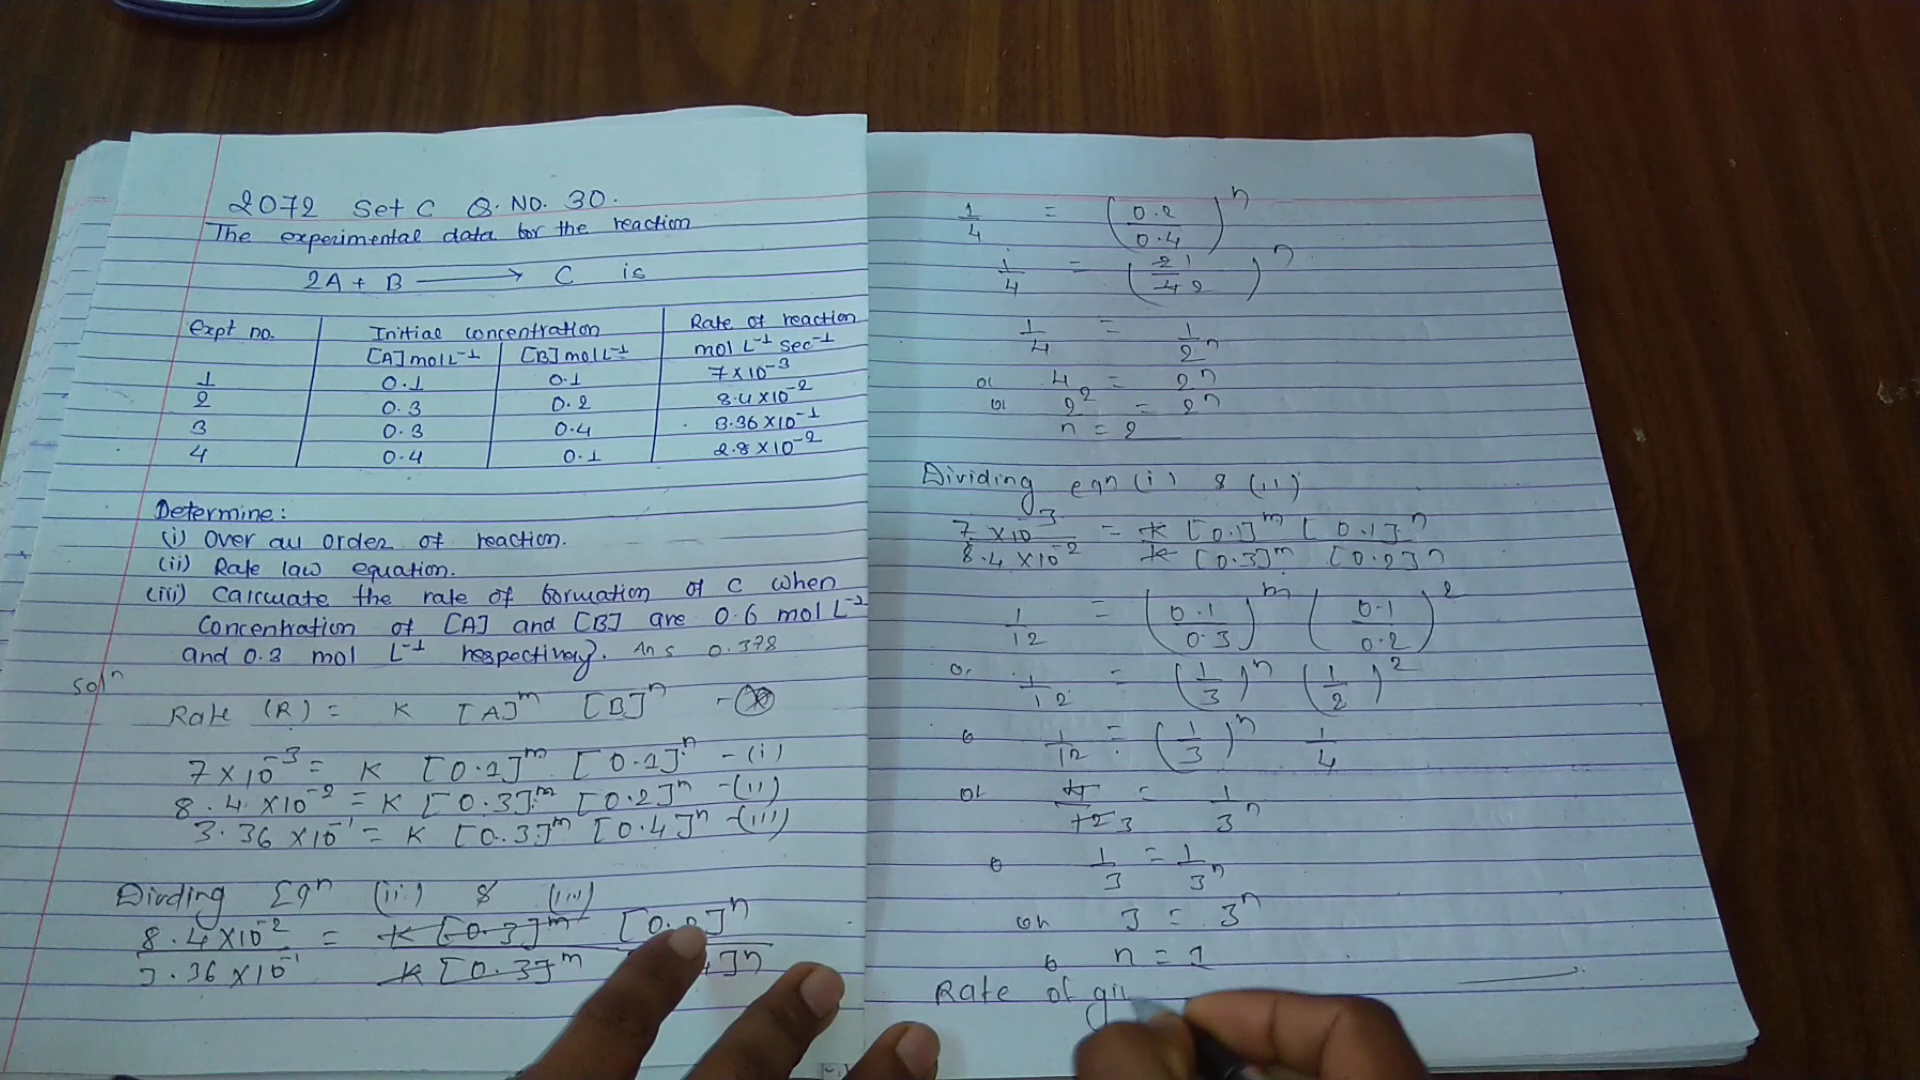 2072 Set C Q. NO. 30.
The experimental data for the reaction
2A + B ⟶ C is
Expt no. | Initial concentration | Rate of reaction
[A] mol L⁻¹ | [B] mol L⁻¹ | mol L⁻¹ sec⁻¹
1 | 0.1 | 0.1 | 7 x 10⁻³
2 | 0.3 | 0.2 | 8.4 x 10⁻²
3 | 0.3 | 0.4 | 3.36 x 10⁻¹
4 | 0.4 | 0.1 | 2.8 x 10⁻²
Determine:
(i) Over all order of reaction.
(ii) Rate law equation.
(iii) Calculate the rate of formation of C when
concentration of [A] and [B] are 0.6 mol L⁻¹
and 0.3 mol L⁻¹ respectively. Ans 0.378
solⁿ
Rate (R) = K [A]ᵐ [B]ⁿ -
7 x 10⁻³ = K [0.1]ᵐ [0.1]ⁿ - (i)
8.4 x 10⁻² = K [0.3]ᵐ [0.2]ⁿ - (ii)
3.36 x 10⁻¹ = K [0.3]ᵐ [0.4]ⁿ - (iii)
Dividing Eqⁿ (ii) & (iii)
8.4 x 10⁻² = K [0.3]ᵐ [0.2]ⁿ
3.36 x 10⁻¹ K [0.3]ᵐ ]ⁿ
1/4 = (0.2/0.4)ⁿ
1/4 = (2 1/4 2)ⁿ
1/4 = 1/2ⁿ
or 4 = 2ⁿ
or 2² = 2ⁿ
n = 2
Dividing eqn (i) & (ii)
7 x 10⁻³ = K [0.1]ᵐ [0.1]ⁿ
8.4 x 10⁻² K [0.3]ᵐ [0.2]ⁿ
1/12 = (0.1/0.3)ᵐ (0.1/0.2)²
or 1/12 = (1/3)ⁿ (1/2)²
o 1/12 = (1/3)ⁿ 1/4
or 4/12 3 = 1/3ⁿ
o 1/3 = 1/3ⁿ
or 3 = 3ⁿ
o n = 1
Rate of gi